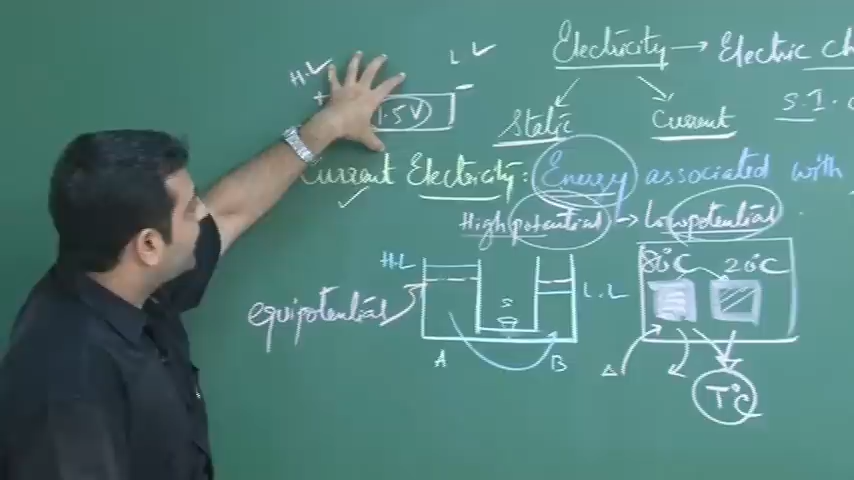 Electricity → Electric ch
H.L L L
+ −
1.5V
Static Current S.I.
Current Electricity: Energy associated with
High potential → Low potential.
H.L 80°C 20°C
equipotential S L.L
A B Δ
T°C